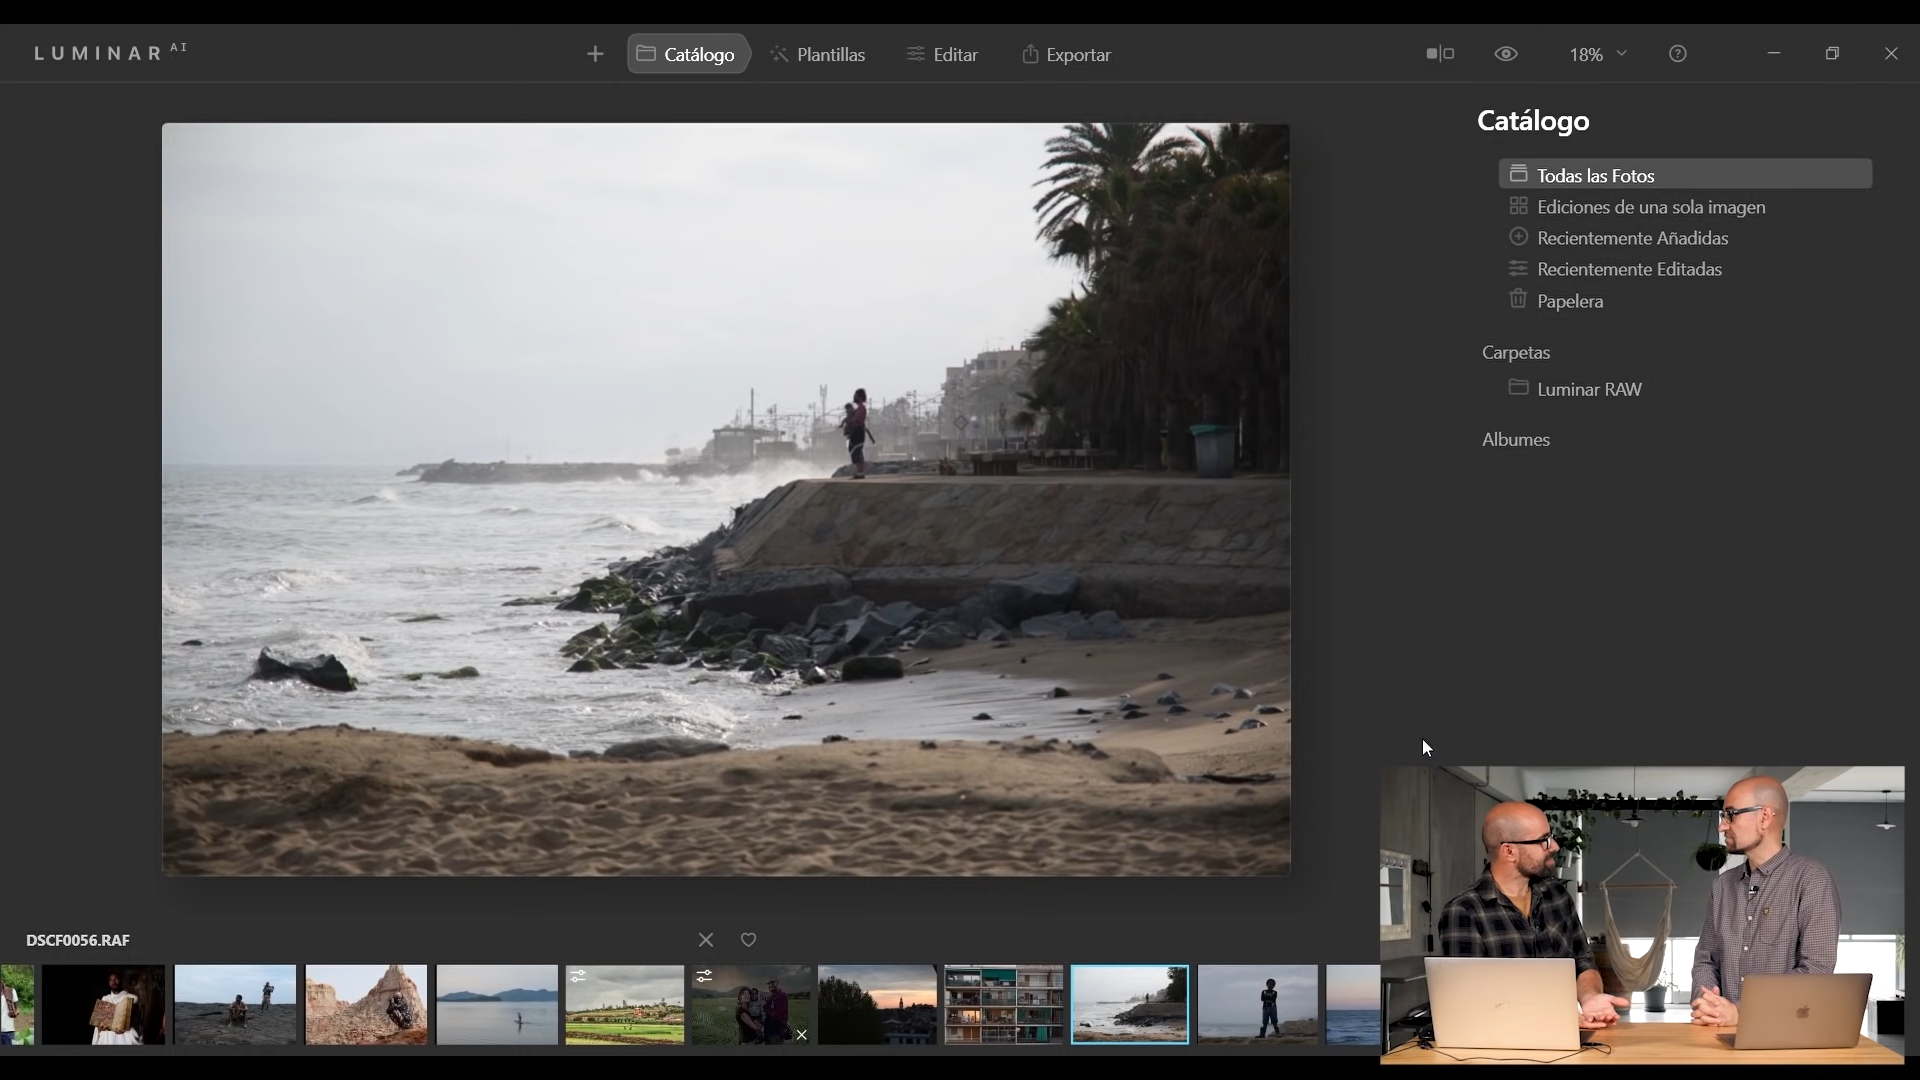 LUMINAR AI
Catálogo
Plantillas
Editar
Exportar
18%
Catálogo
Todas las Fotos
Ediciones de una sola imagen
Recientemente Añadidas
Recientemente Editadas
Papelera
Carpetas
Luminar RAW
Albumes
DSCF0056.RAF